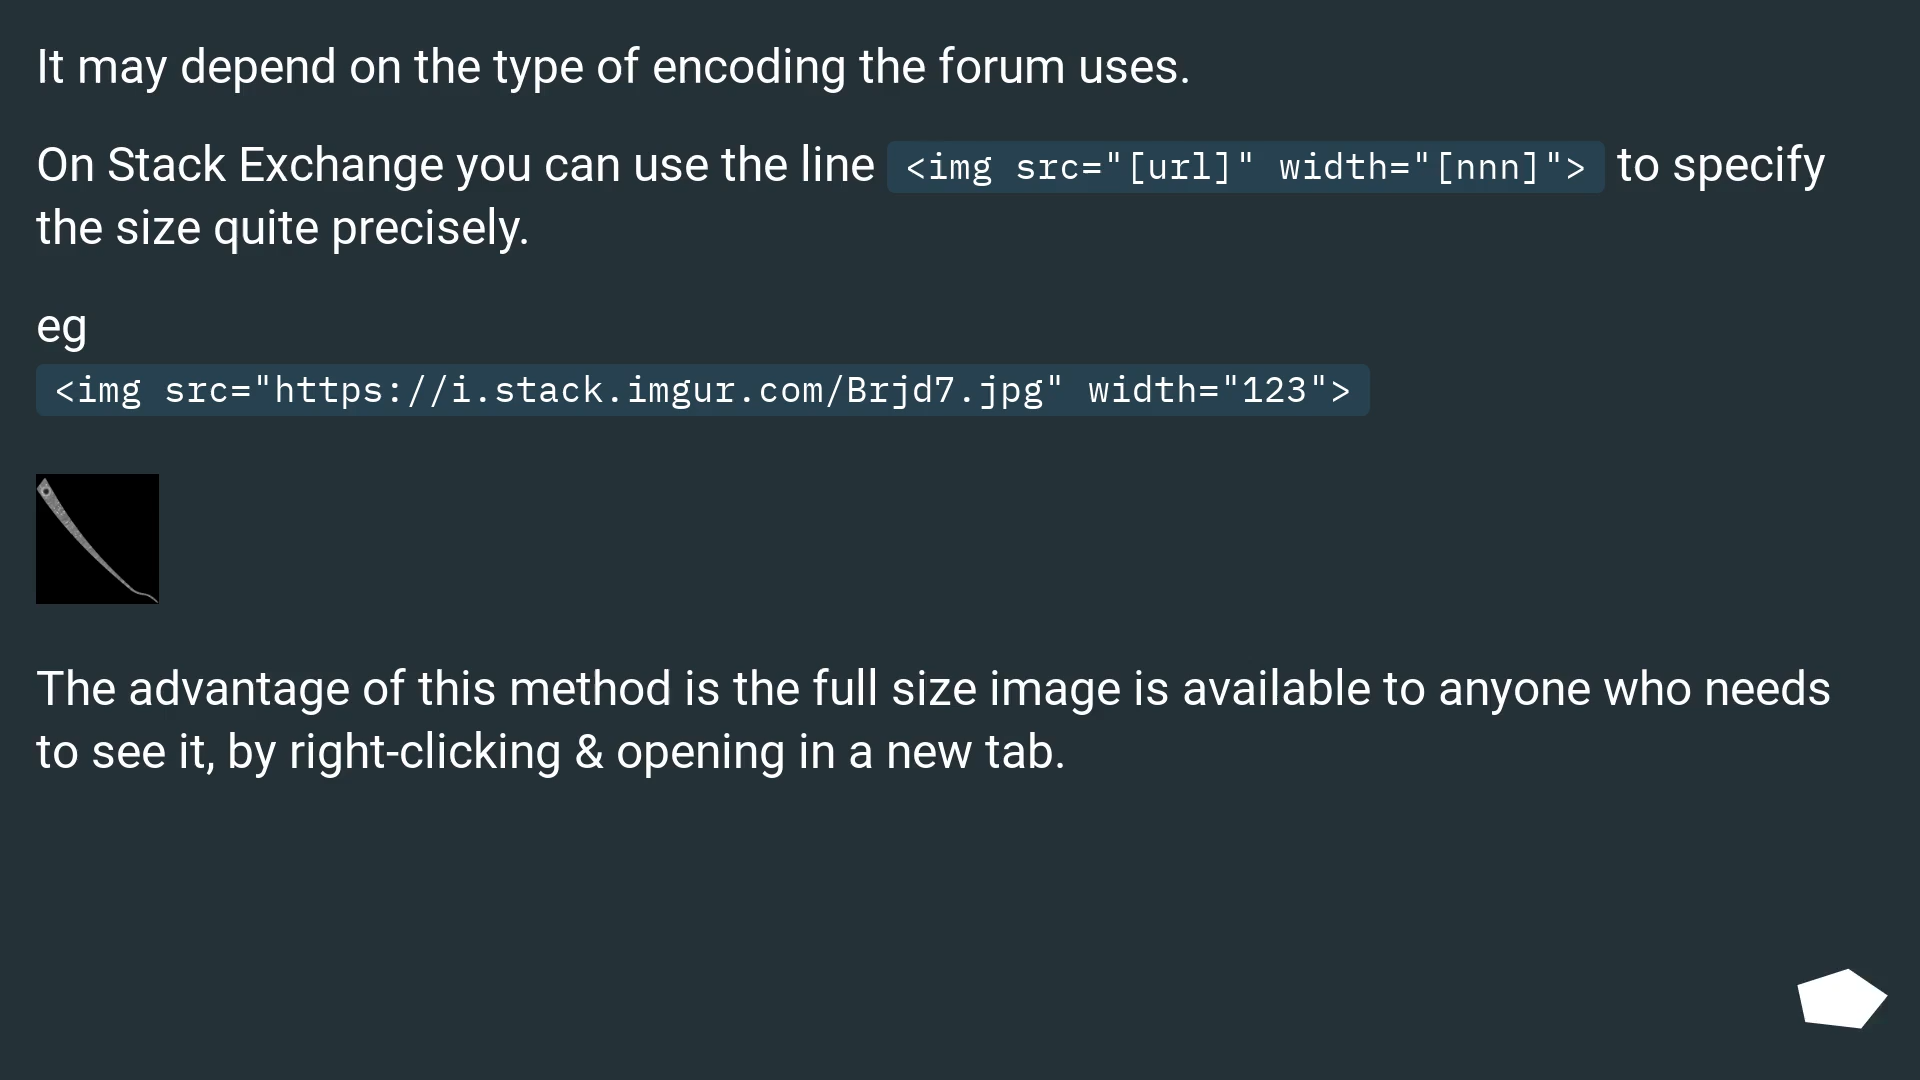 It may depend on the type of encoding the forum uses.
On Stack Exchange you can use the line <img src="[url]" width="[nnn]"> to specify
the size quite precisely.
eg
<img src="https://i.stack.imgur.com/Brjd7.jpg" width="123">
The advantage of this method is the full size image is available to anyone who needs
to see it, by right-clicking & opening in a new tab.